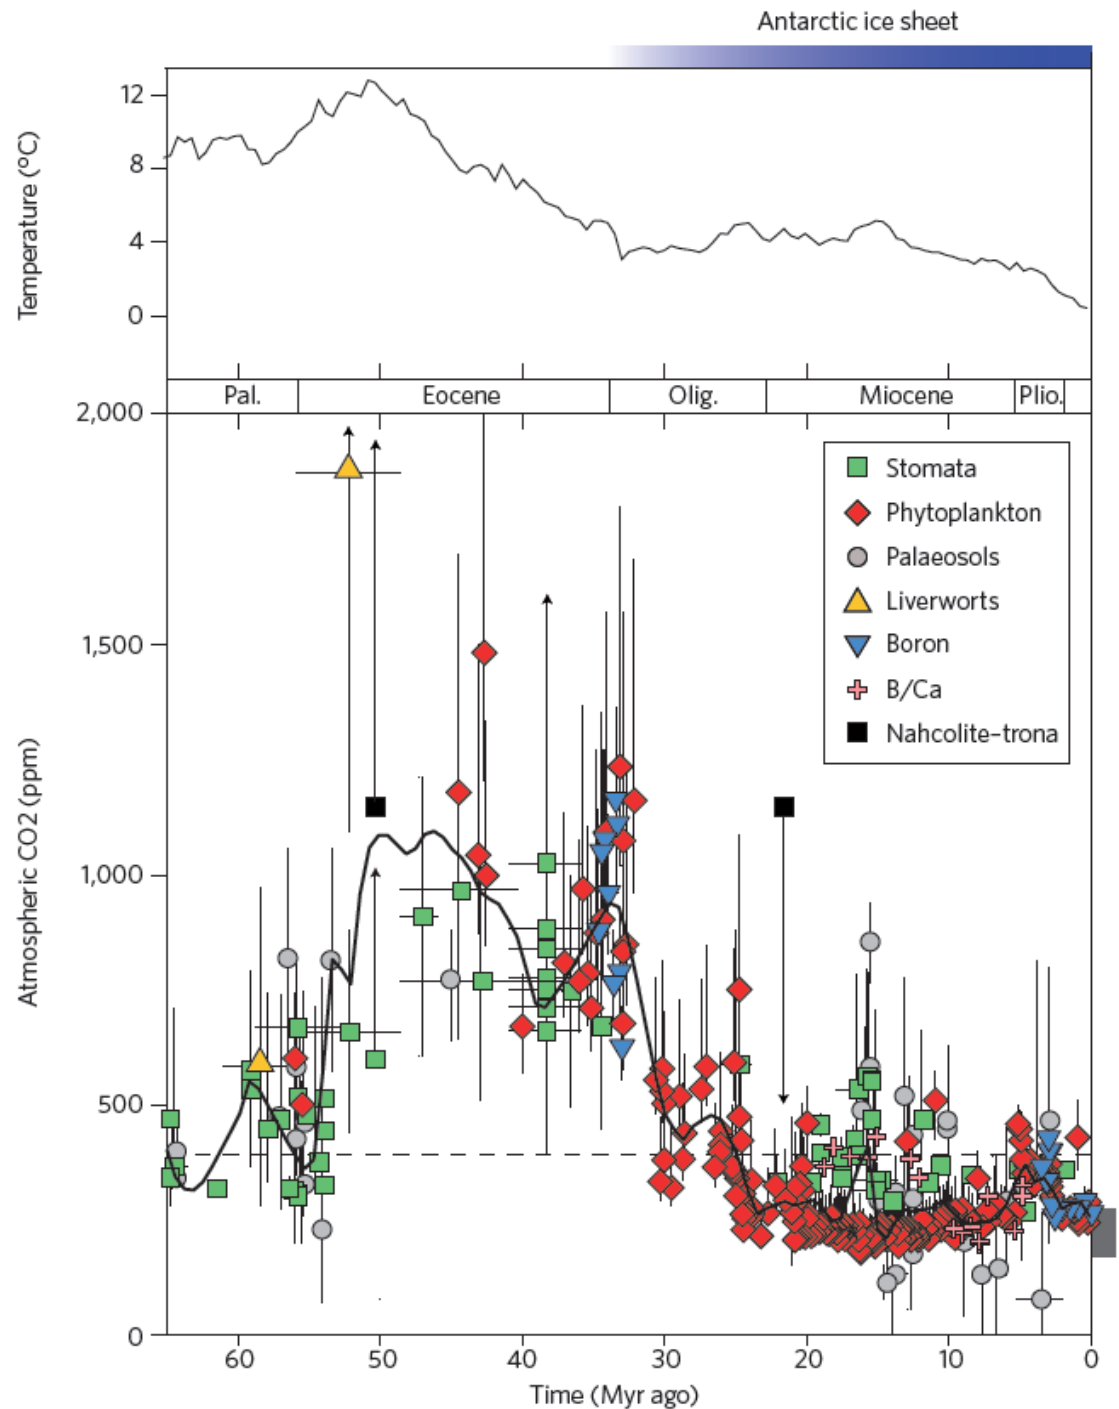 Antarctic ice sheet
Temperature (°C)
12
8
4
0
Pal. Eocene Olig. Miocene Plio.
Atmospheric CO2 (ppm)
2,000
1,500
1,000
500
0
Stomata
Phytoplankton
Palaeosols
Liverworts
Boron
B/Ca
Nahcolite–trona
60 50 40 30 20 10 0
Time (Myr ago)